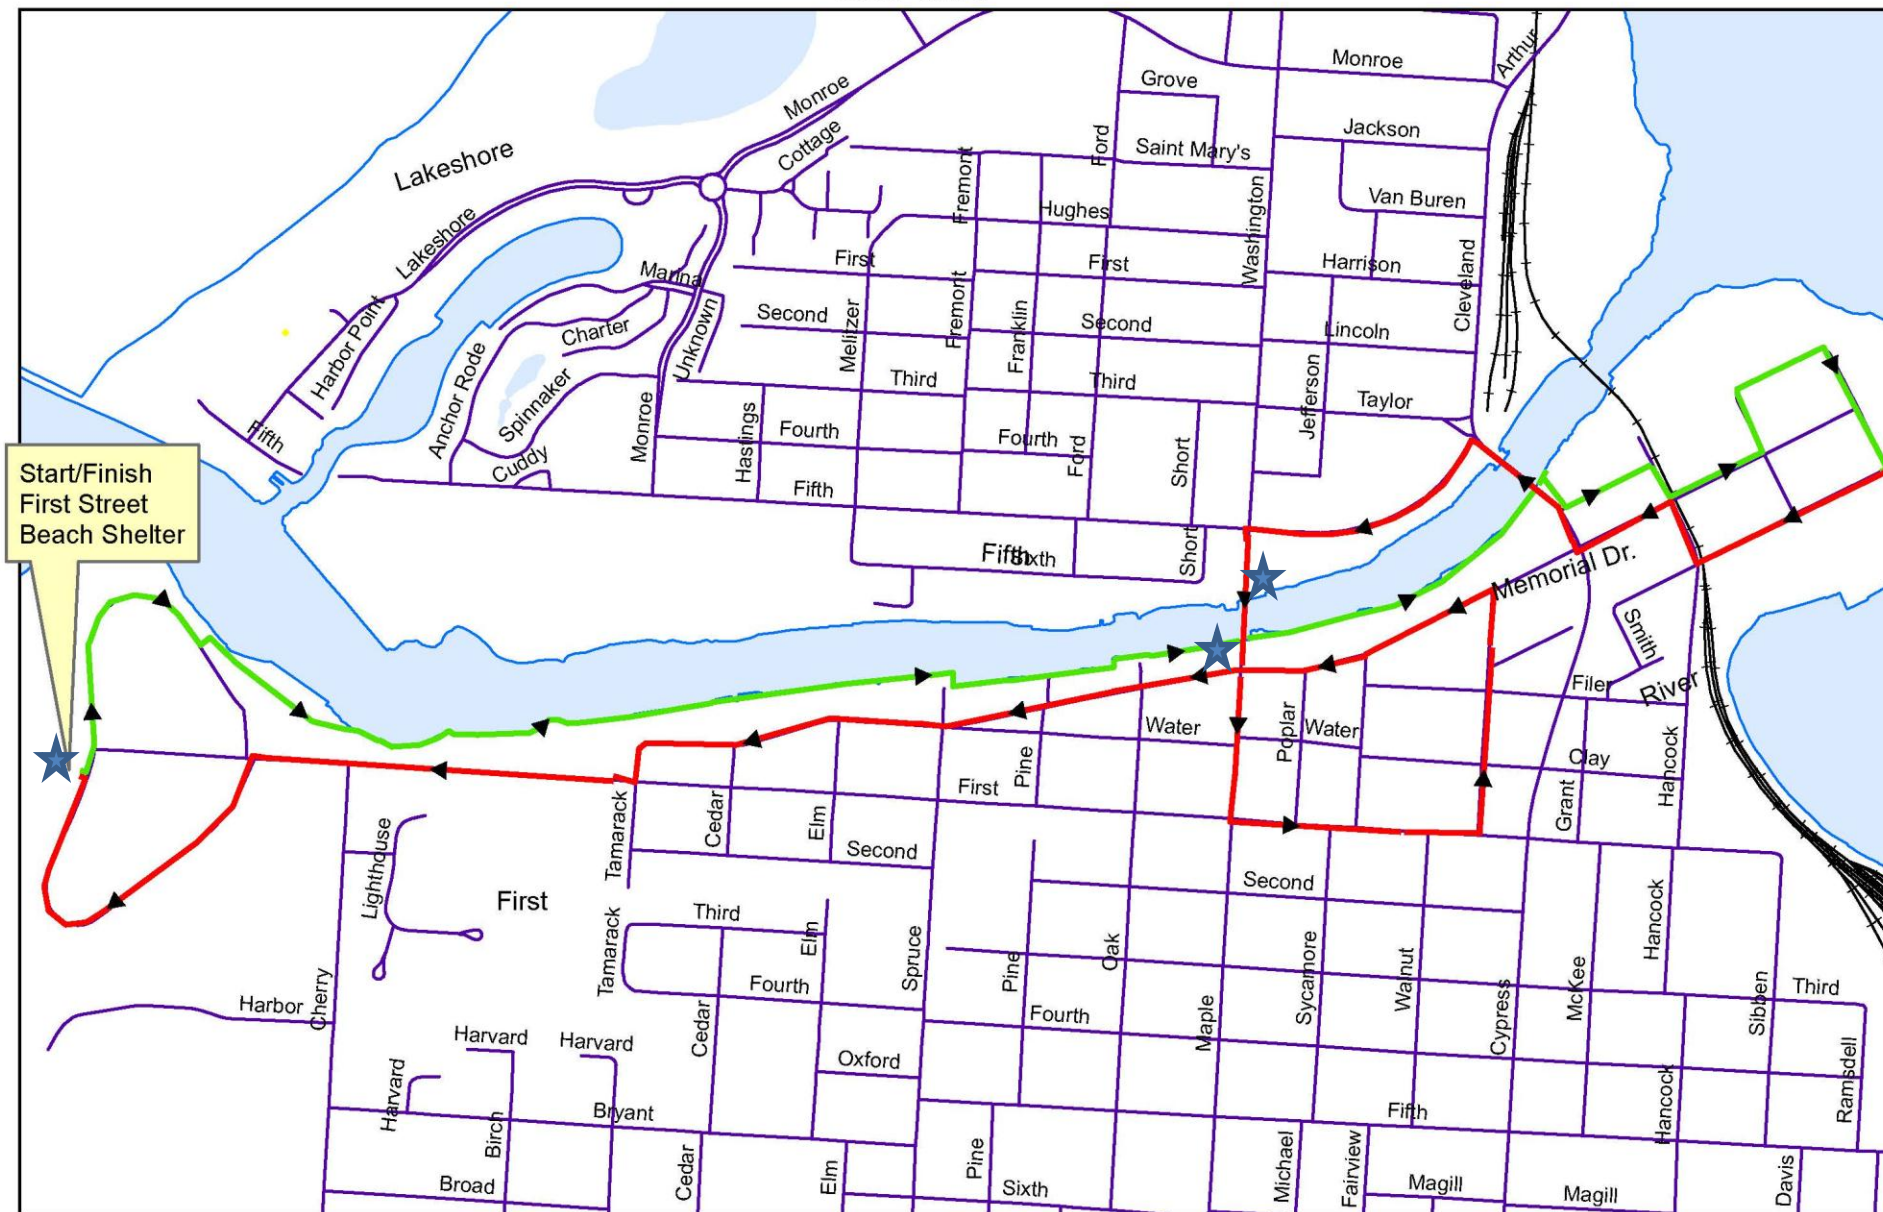 Monroe
Arthur
Grove
Monroe
Jackson
Cottage
Saint Mary's
Ford
Lakeshore
Fremont
Van Buren
Hughes
Washington
Lakeshore
First
First
Harrison
Cleveland
Marina
Harbor Point
Second
Fremont
Second
Lincoln
Charter
Unknown
Melitzer
Franklin
Third
Third
Jefferson
Taylor
Anchor Rode
Spinnaker
Monroe
Hastings
Fourth
Fourth
Ford
Short
Fifth
Cuddy
Fifth
Start/Finish
First Street
Beach Shelter
Fifth
Sixth
Short
Memorial Dr.
Smith
Filer
River
Water
Poplar
Water
Pine
Clay
Hancock
First
Grant
Tamarack
Cedar
Elm
Second
Lighthouse
First
Second
Third
Tamarack
Elm
Spruce
Pine
Oak
Sycamore
Walnut
McKee
Hancock
Third
Fourth
Harbor
Cherry
Cedar
Fourth
Maple
Cypress
Sibben
Harvard
Harvard
Oxford
Harvard
Birch
Bryant
Fifth
Hancock
Ramsdell
Broad
Cedar
Elm
Pine
Sixth
Michael
Fairview
Magill
Magill
Davis